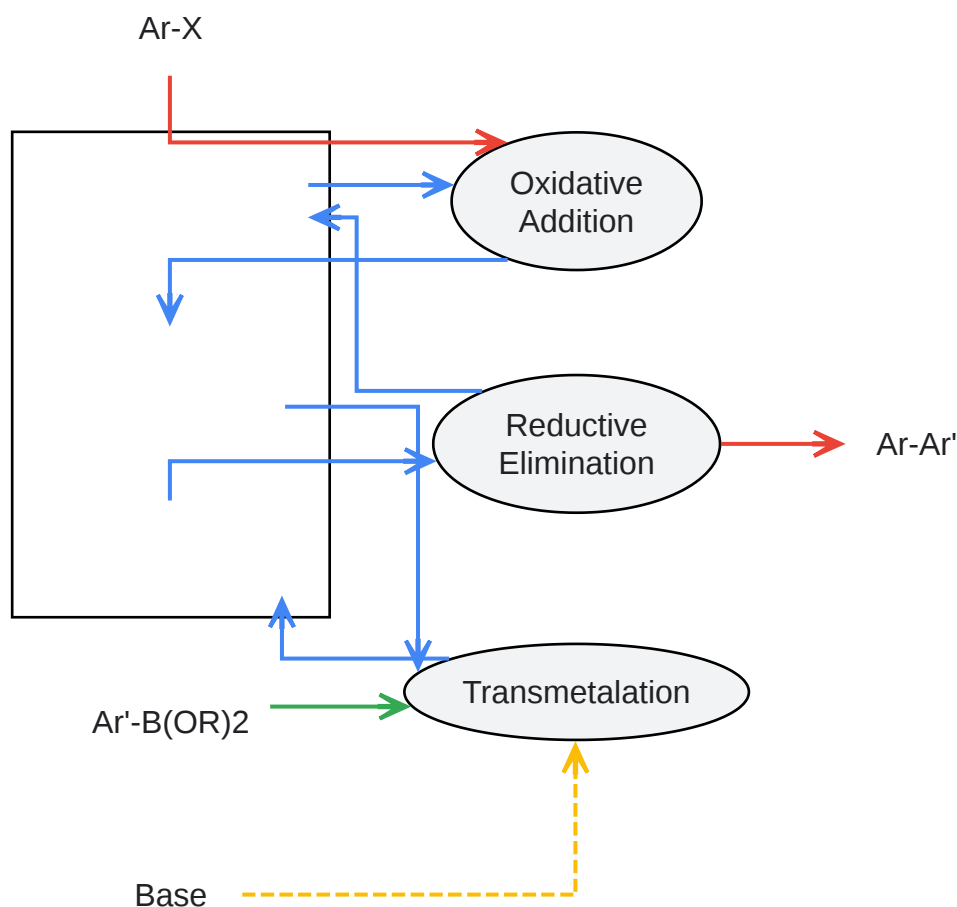 Ar-X
Oxidative
Addition
Reductive
Elimination
Ar-Ar'
Transmetalation
Ar'-B(OR)2
Base